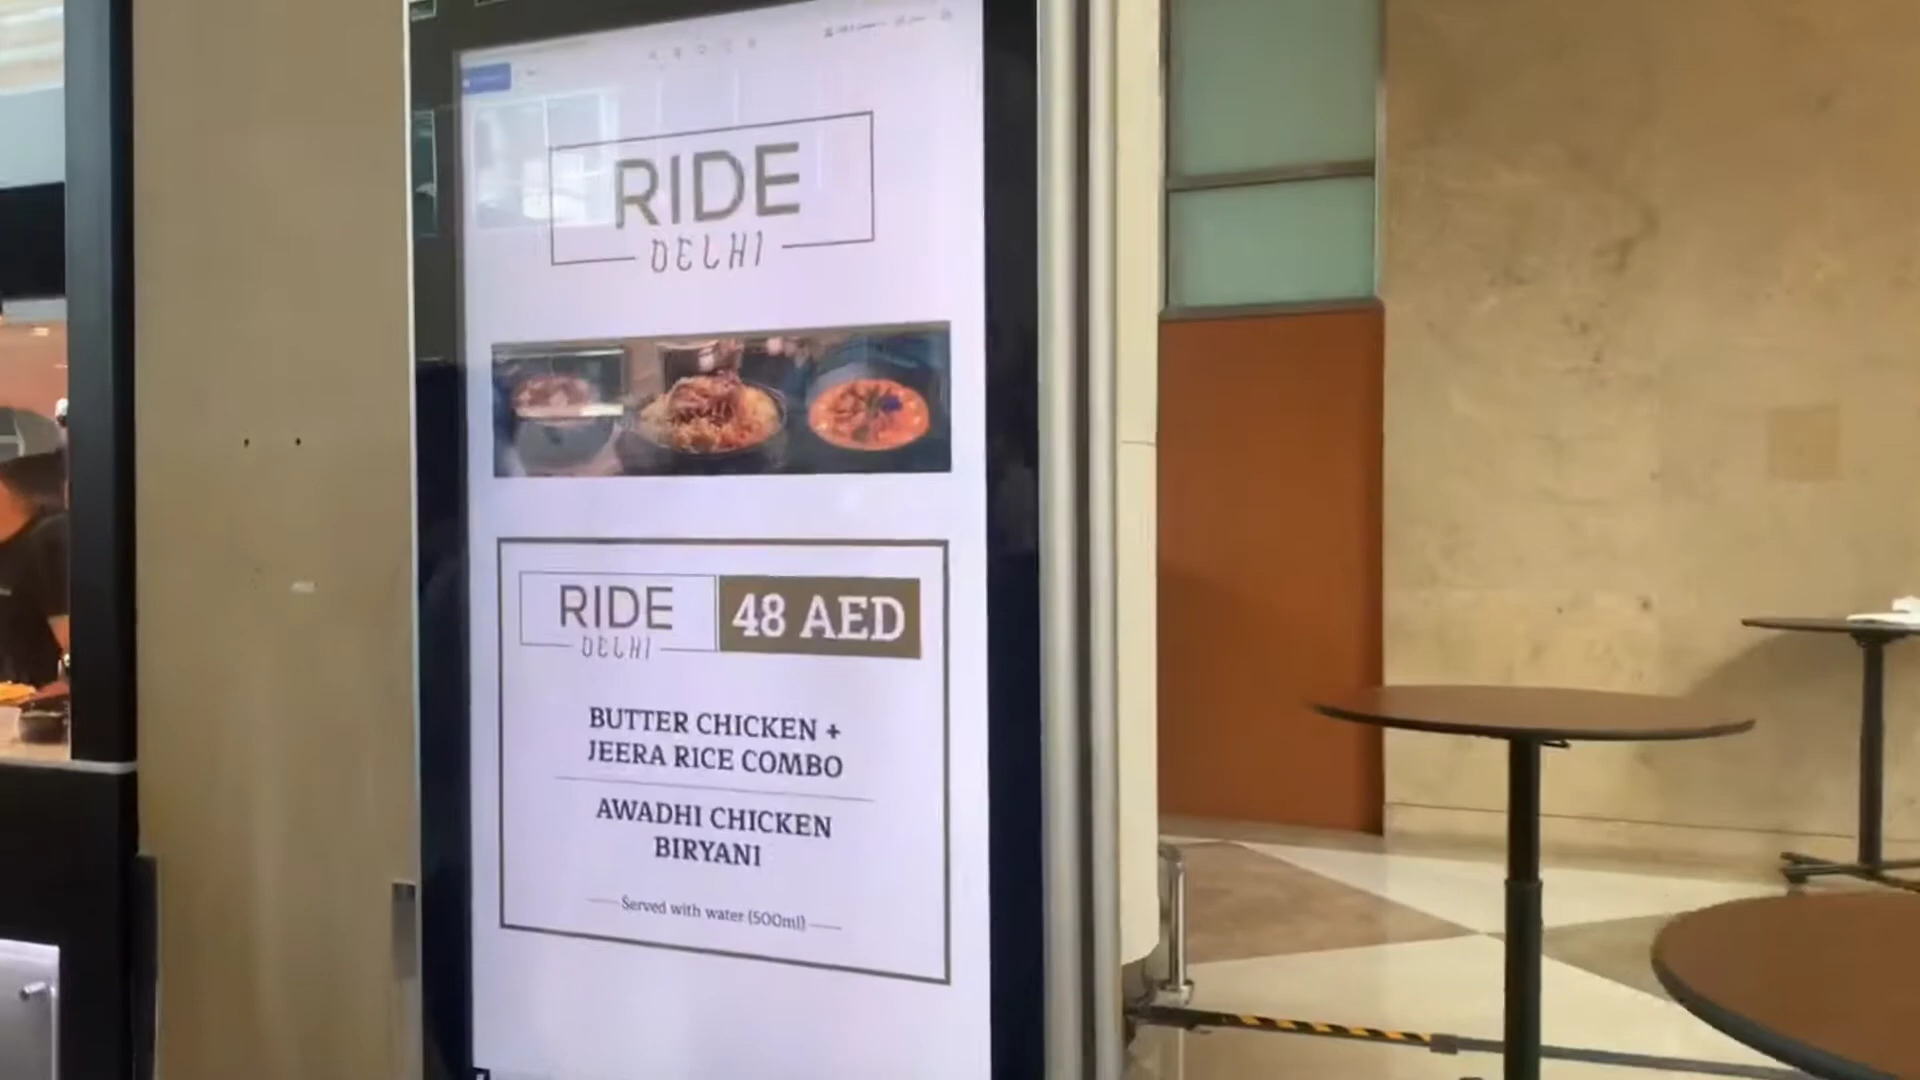 RIDE
DELHI
RIDE
DELHI
48 AED
BUTTER CHICKEN +
JEERA RICE COMBO
AWADHI CHICKEN
BIRYANI
Served with water (500ml)